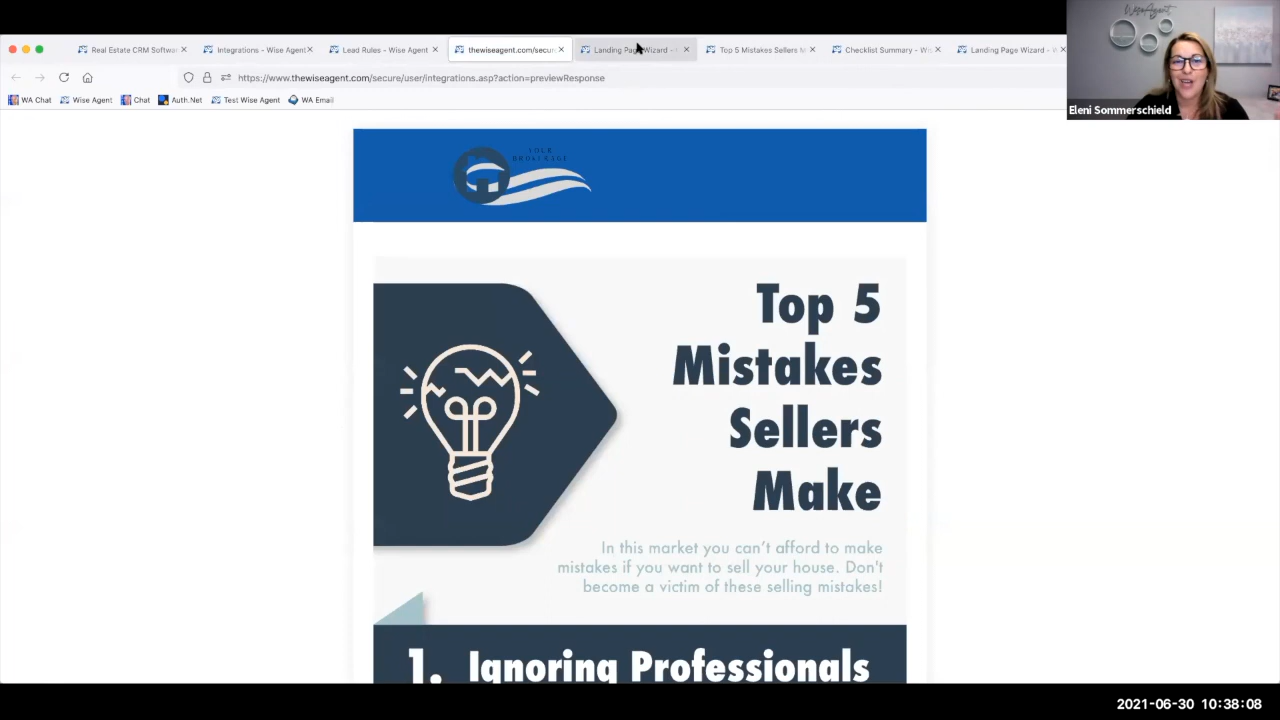 Real Estate CRM Softwar
Integrations - Wise Agent
Lead Rules - Wise Agent
thewiseagent.com/secur
Landing Page Wizard -
Top 5 Mistakes Sellers M
Checklist Summary - Wi
Landing Page Wizard - W
https://www.thewiseagent.com/secure/user/integrations.asp?action=previewResponse
WA Chat
Wise Agent
Chat
Auth.Net
Test Wise Agent
WA Email
WiseAgent
Eleni Sommerschield
YOUR
BROKERAGE
Top 5
Mistakes
Sellers
Make
In this market you can't afford to make
mistakes if you want to sell your house. Don't
become a victim of these selling mistakes!
1. Ignoring Professionals
2021-06-30 10:38:08